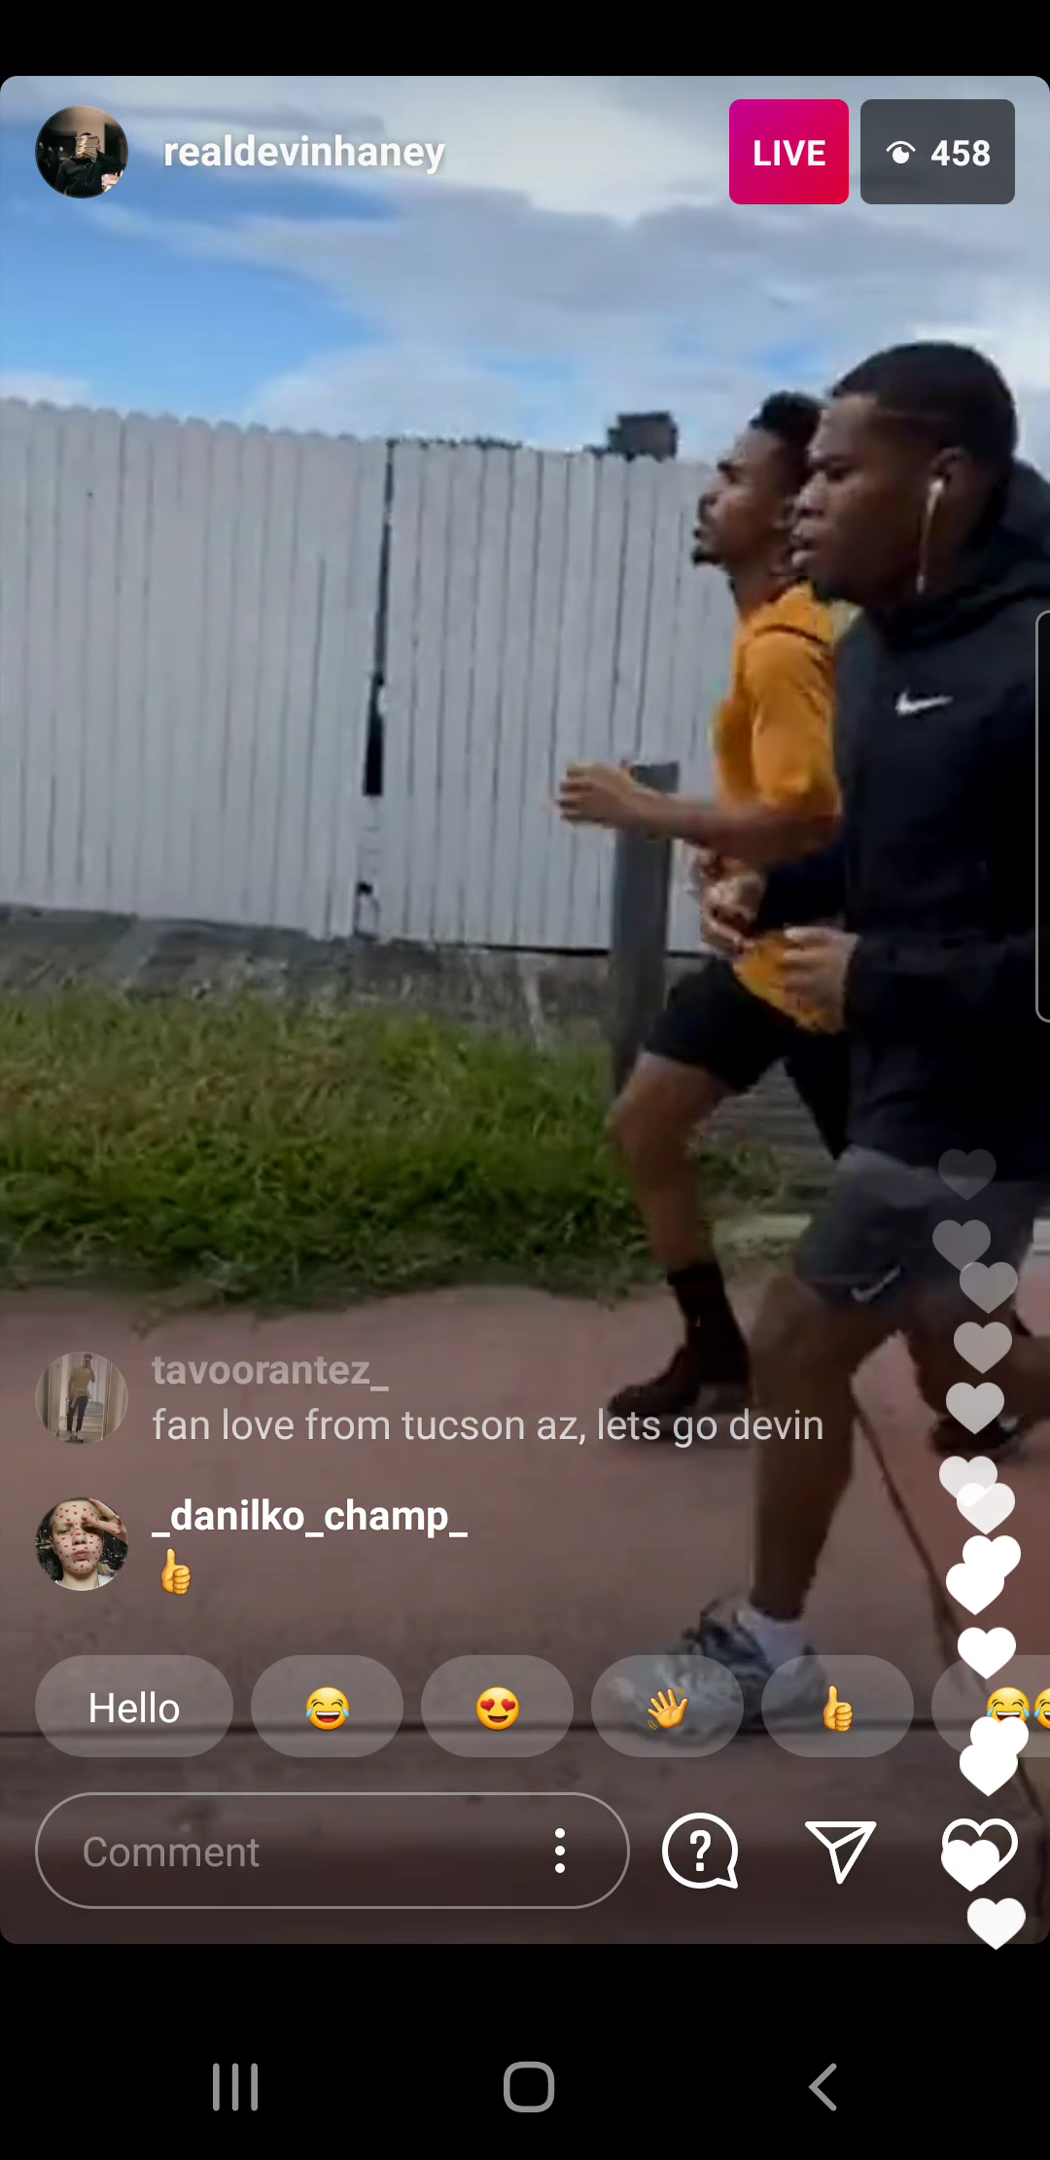 realdevinhaney
LIVE
458
tavoorantez_
fan love from tucson az, lets go devin
_danilko_champ_
Hello
Comment